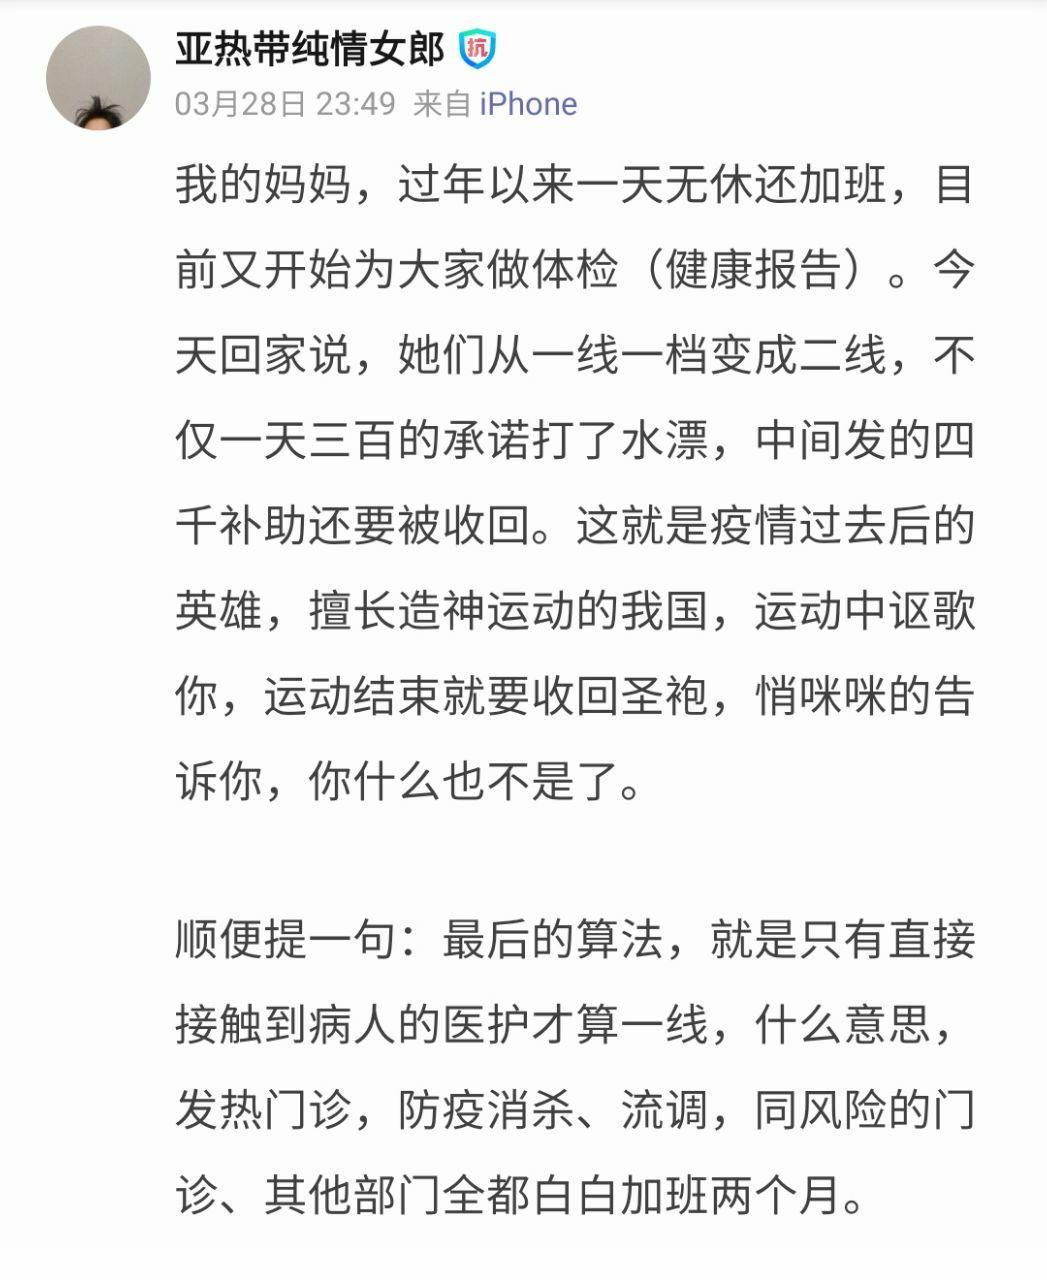 亚热带纯情女郎 抗
03月28日 23:49 来自 iPhone
我的妈妈，过年以来一天无休还加班，目
前又开始为大家做体检（健康报告）。今
天回家说，她们从一线一档变成二线，不
仅一天三百的承诺打了水漂，中间发的四
千补助还要被收回。这就是疫情过去后的
英雄，擅长造神运动的我国，运动中讴歌
你，运动结束就要收回圣袍，悄咪咪的告
诉你，你什么也不是了。
顺便提一句：最后的算法，就是只有直接
接触到病人的医护才算一线，什么意思，
发热门诊，防疫消杀、流调，同风险的门
诊、其他部门全都白白加班两个月。